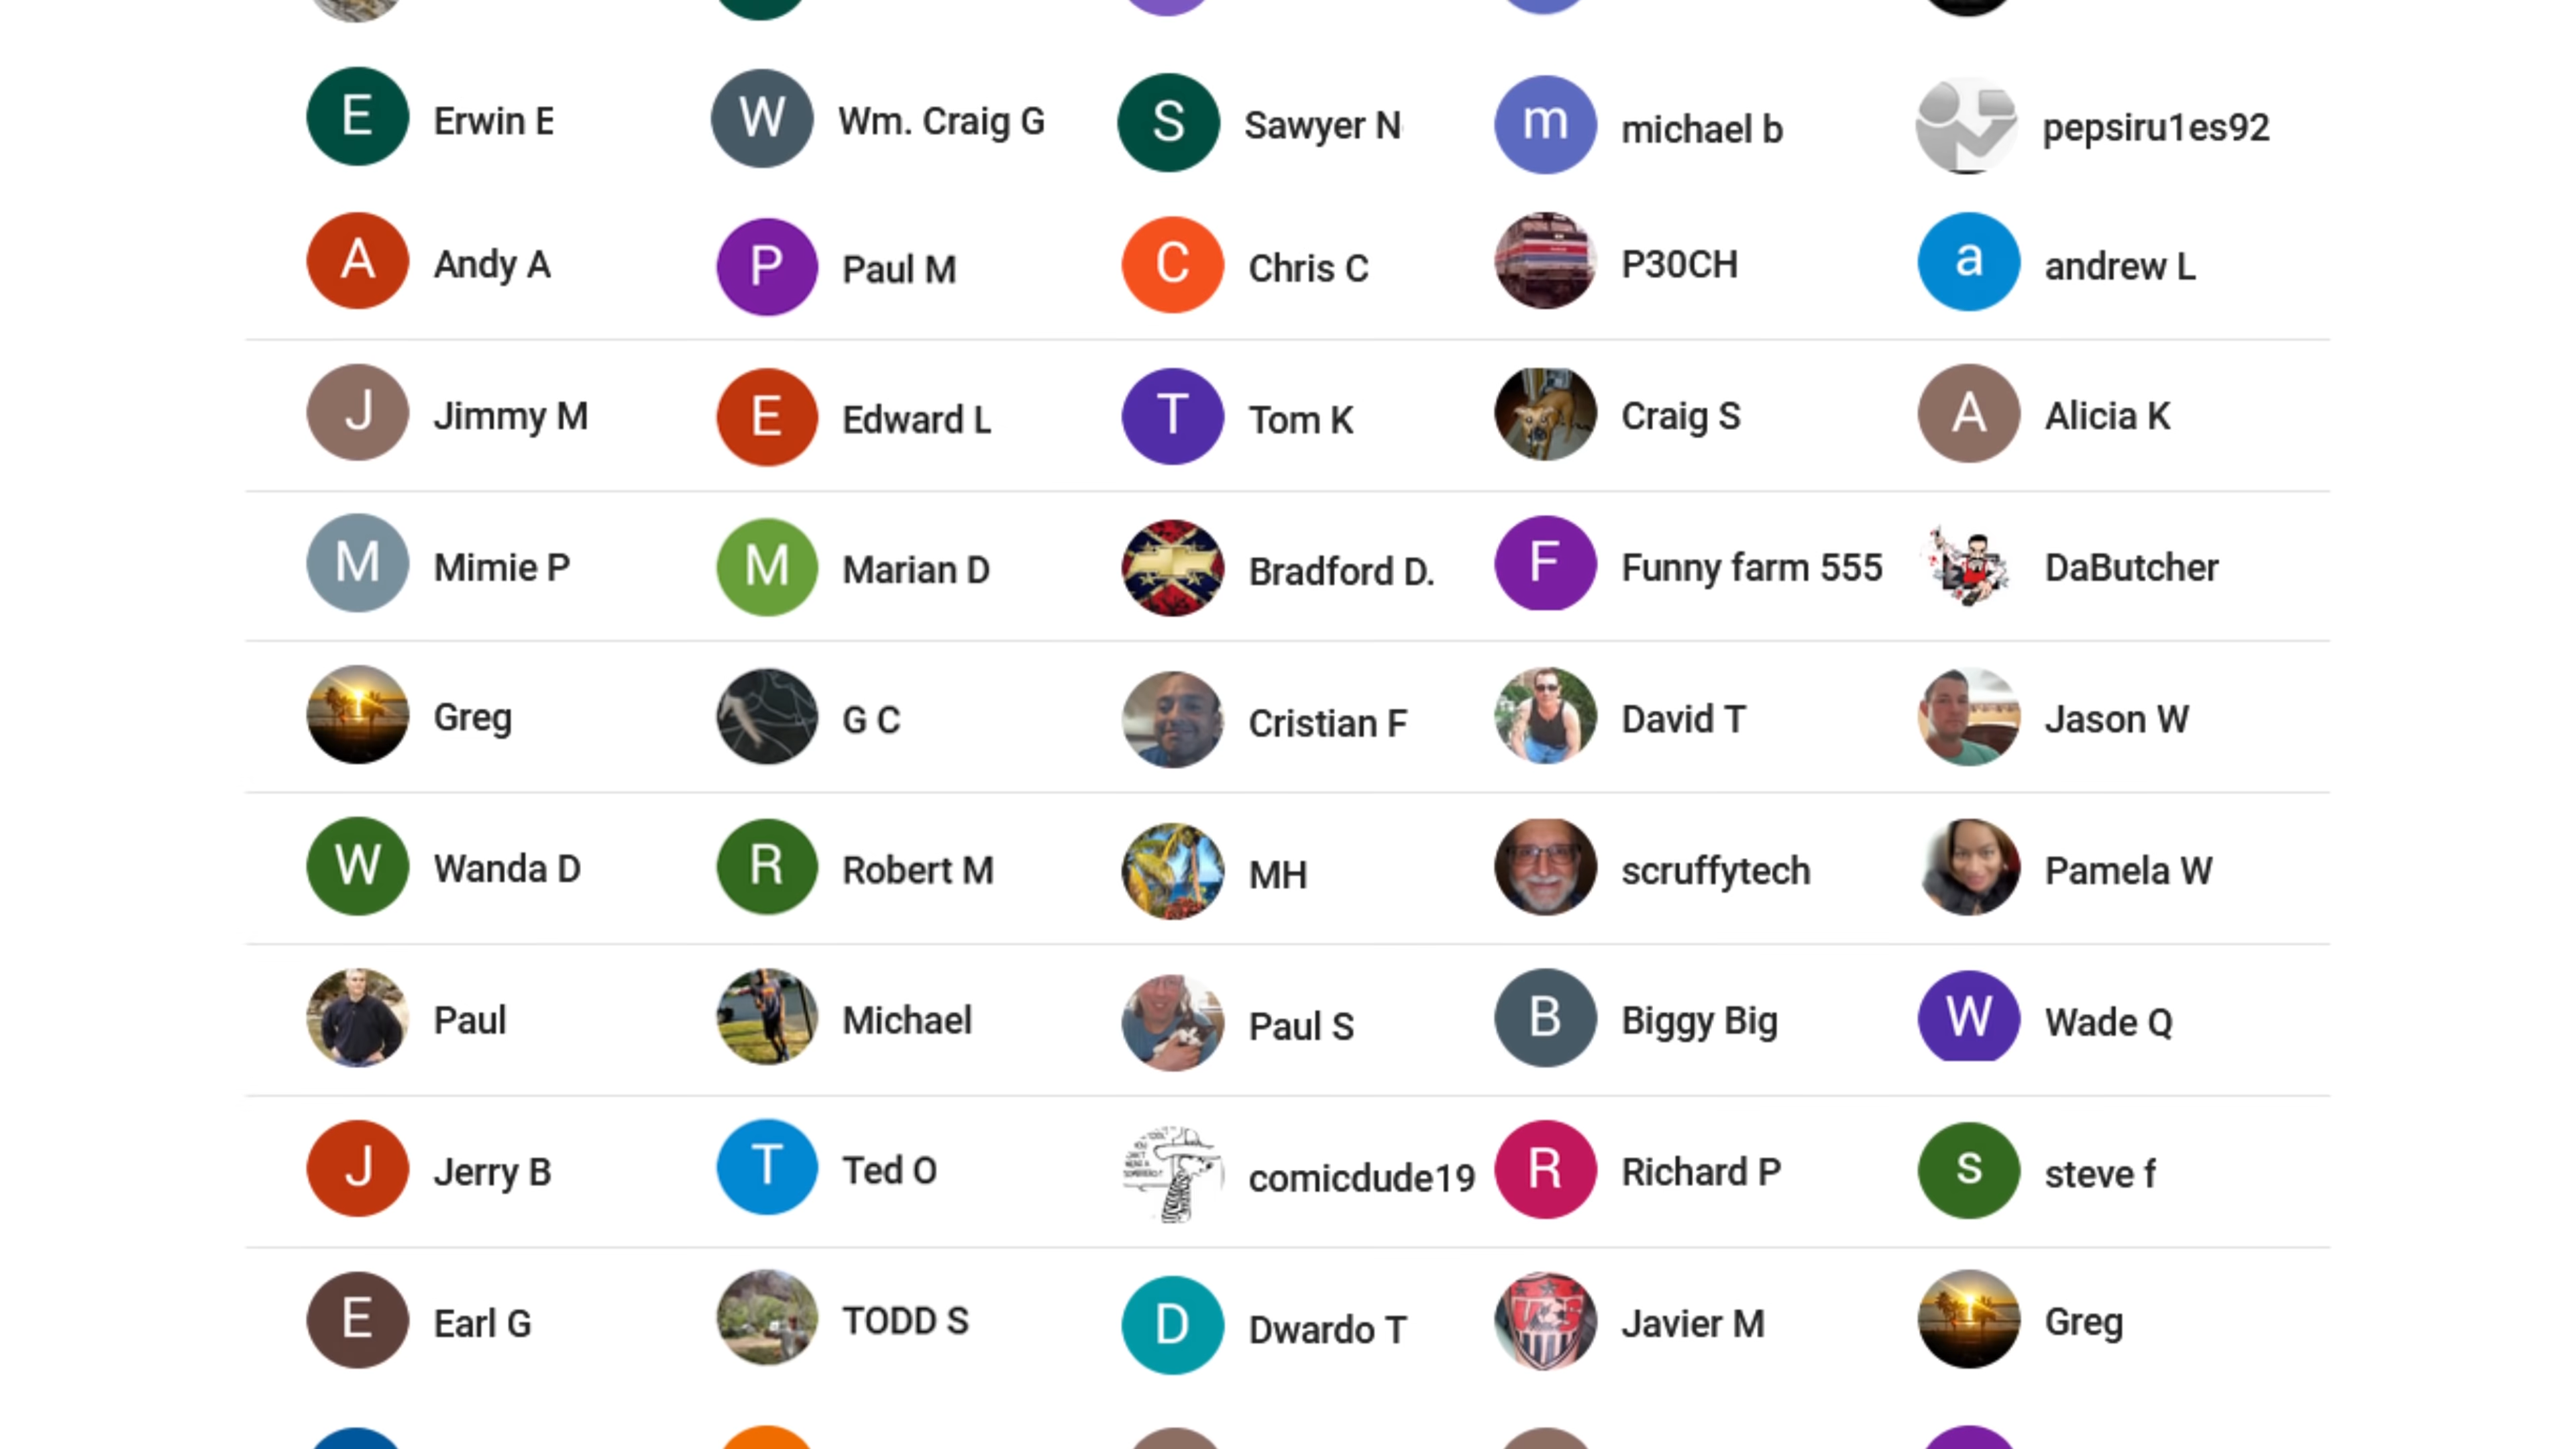 E Erwin E W Wm. Craig G S Sawyer N m michael b pepsiru1es92
A Andy A P Paul M C Chris C P30CH a andrew L
J Jimmy M E Edward L T Tom K Craig S A Alicia K
M Mimie P M Marian D Bradford D. F Funny farm 555 DaButcher
Greg G C Cristian F David T Jason W
W Wanda D R Robert M MH scruffytech Pamela W
Paul Michael Paul S B Biggy Big W Wade Q
J Jerry B T Ted O comicdude19 R Richard P s steve f
E Earl G TODD S D Dwardo T Javier M Greg